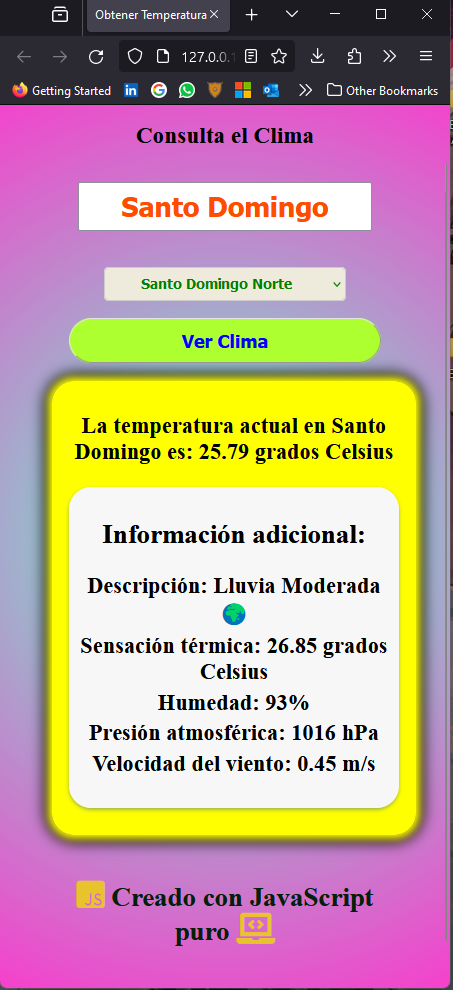 Obtener Temperatura
127.0.0.1
Getting Started
Other Bookmarks
Consulta el Clima
Santo Domingo
Santo Domingo Norte
Ver Clima
La temperatura actual en Santo
Domingo es: 25.79 grados Celsius
Información adicional:
Descripción: Lluvia Moderada
Sensación térmica: 26.85 grados
Celsius
Humedad: 93%
Presión atmosférica: 1016 hPa
Velocidad del viento: 0.45 m/s
JS Creado con JavaScript
puro